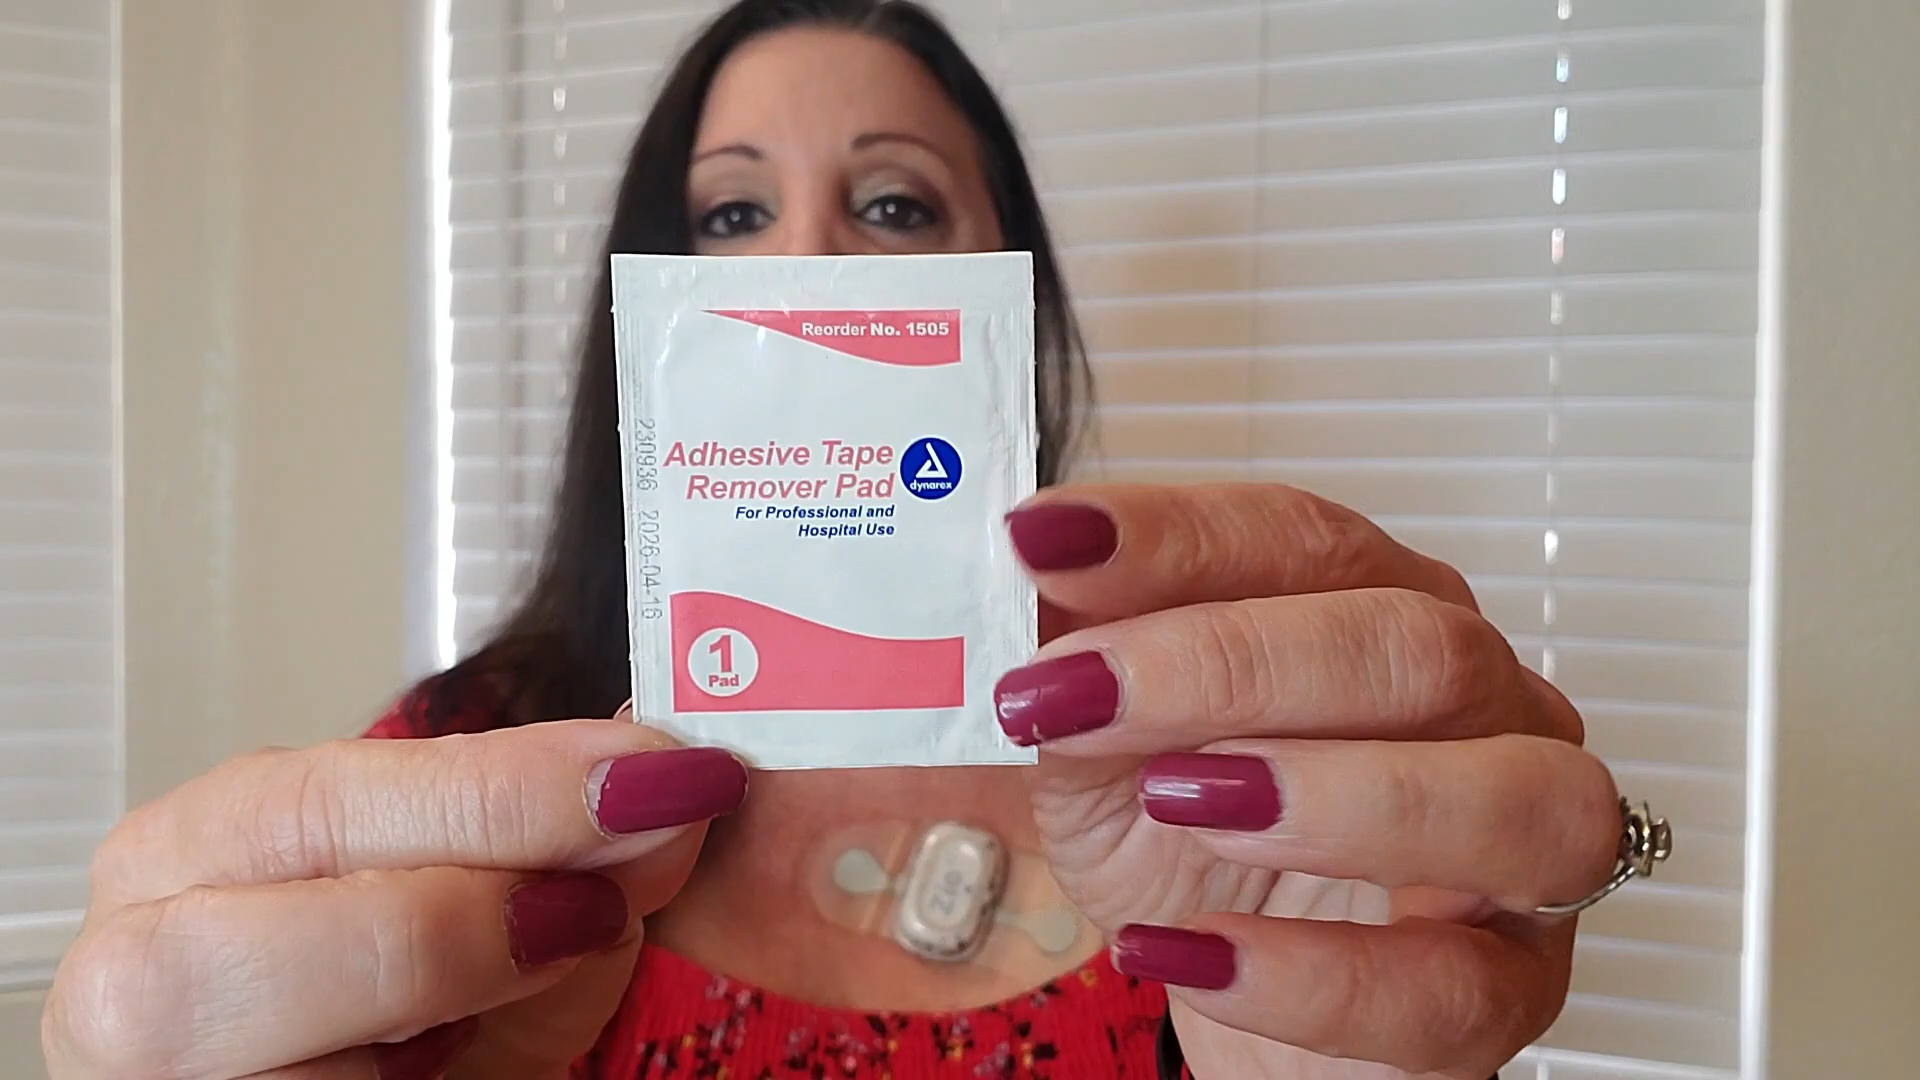 Reorder No. 1505
Adhesive Tape
Remover Pad
dynarex
For Professional and
Hospital Use
230936 2026-04-16
1
Pad
Zio